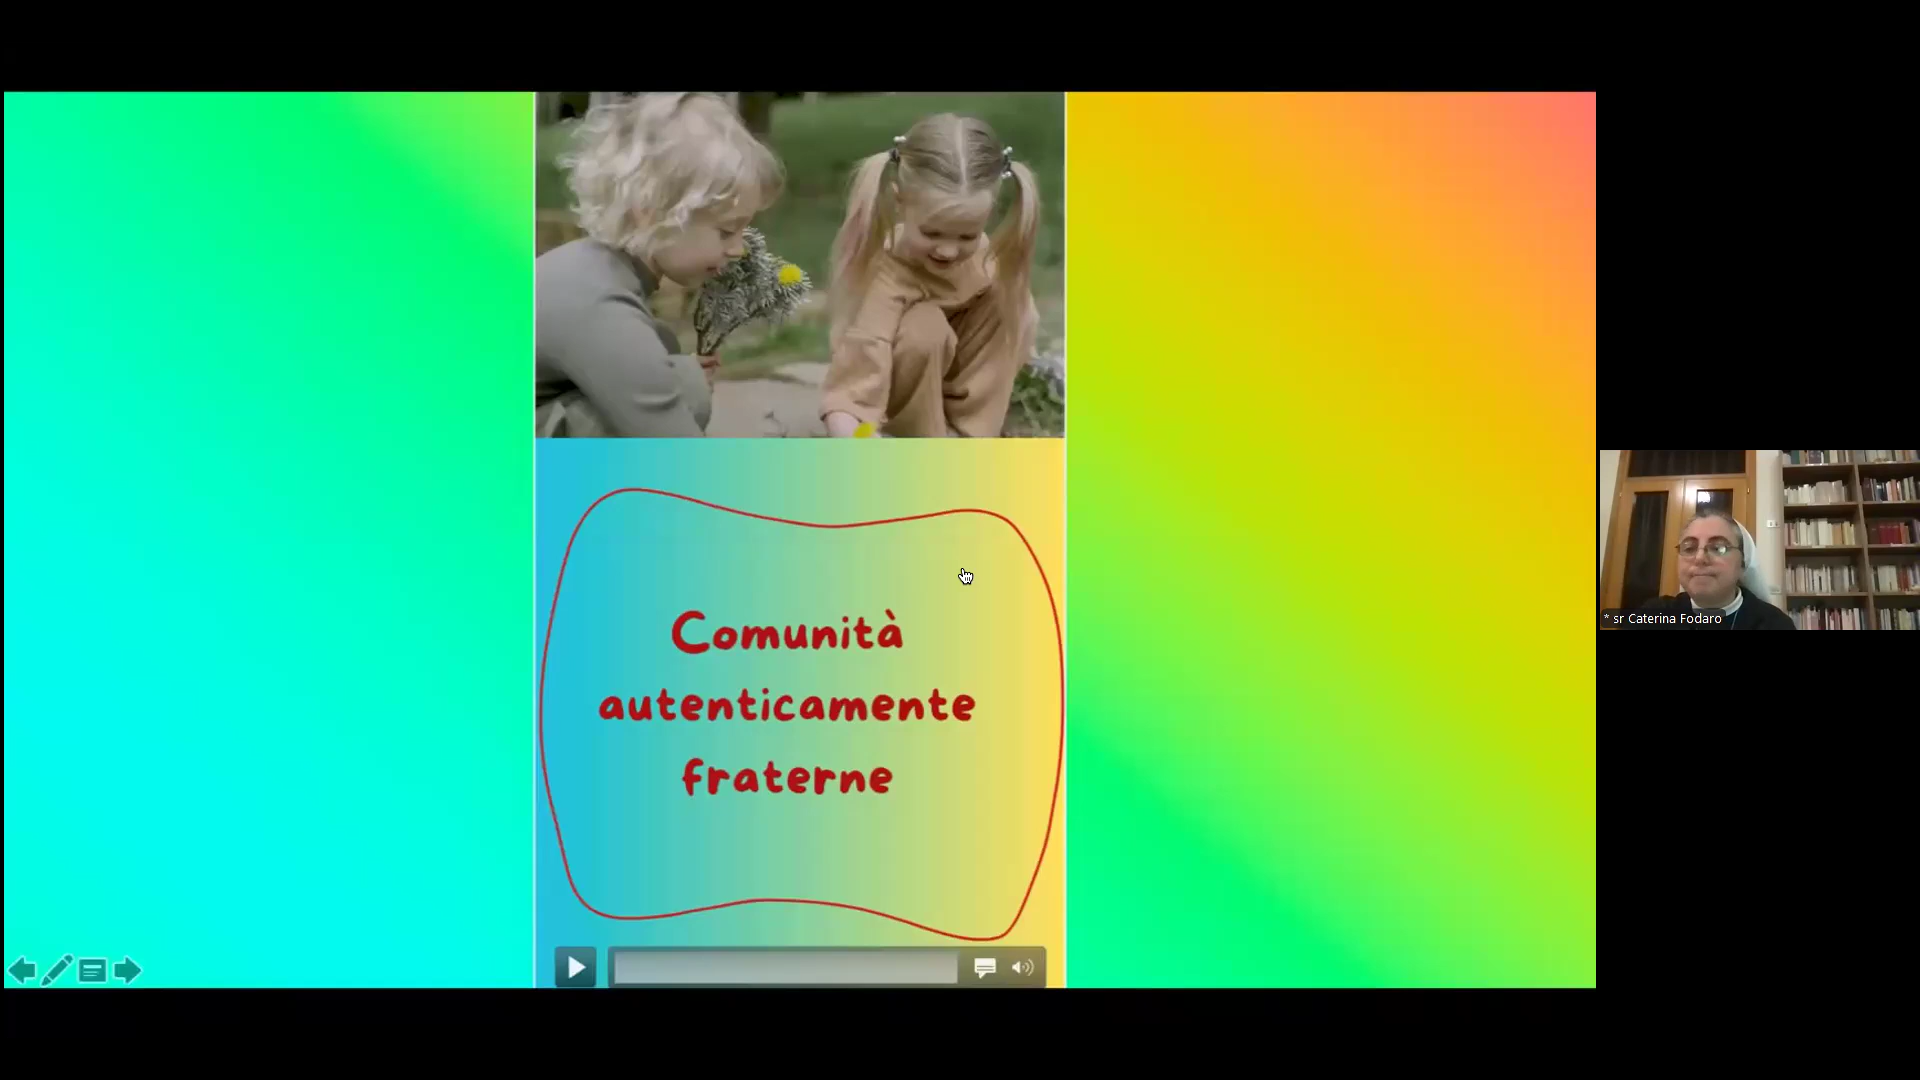 Comunità
autenticamente
fraterne
* sr Caterina Fodaro